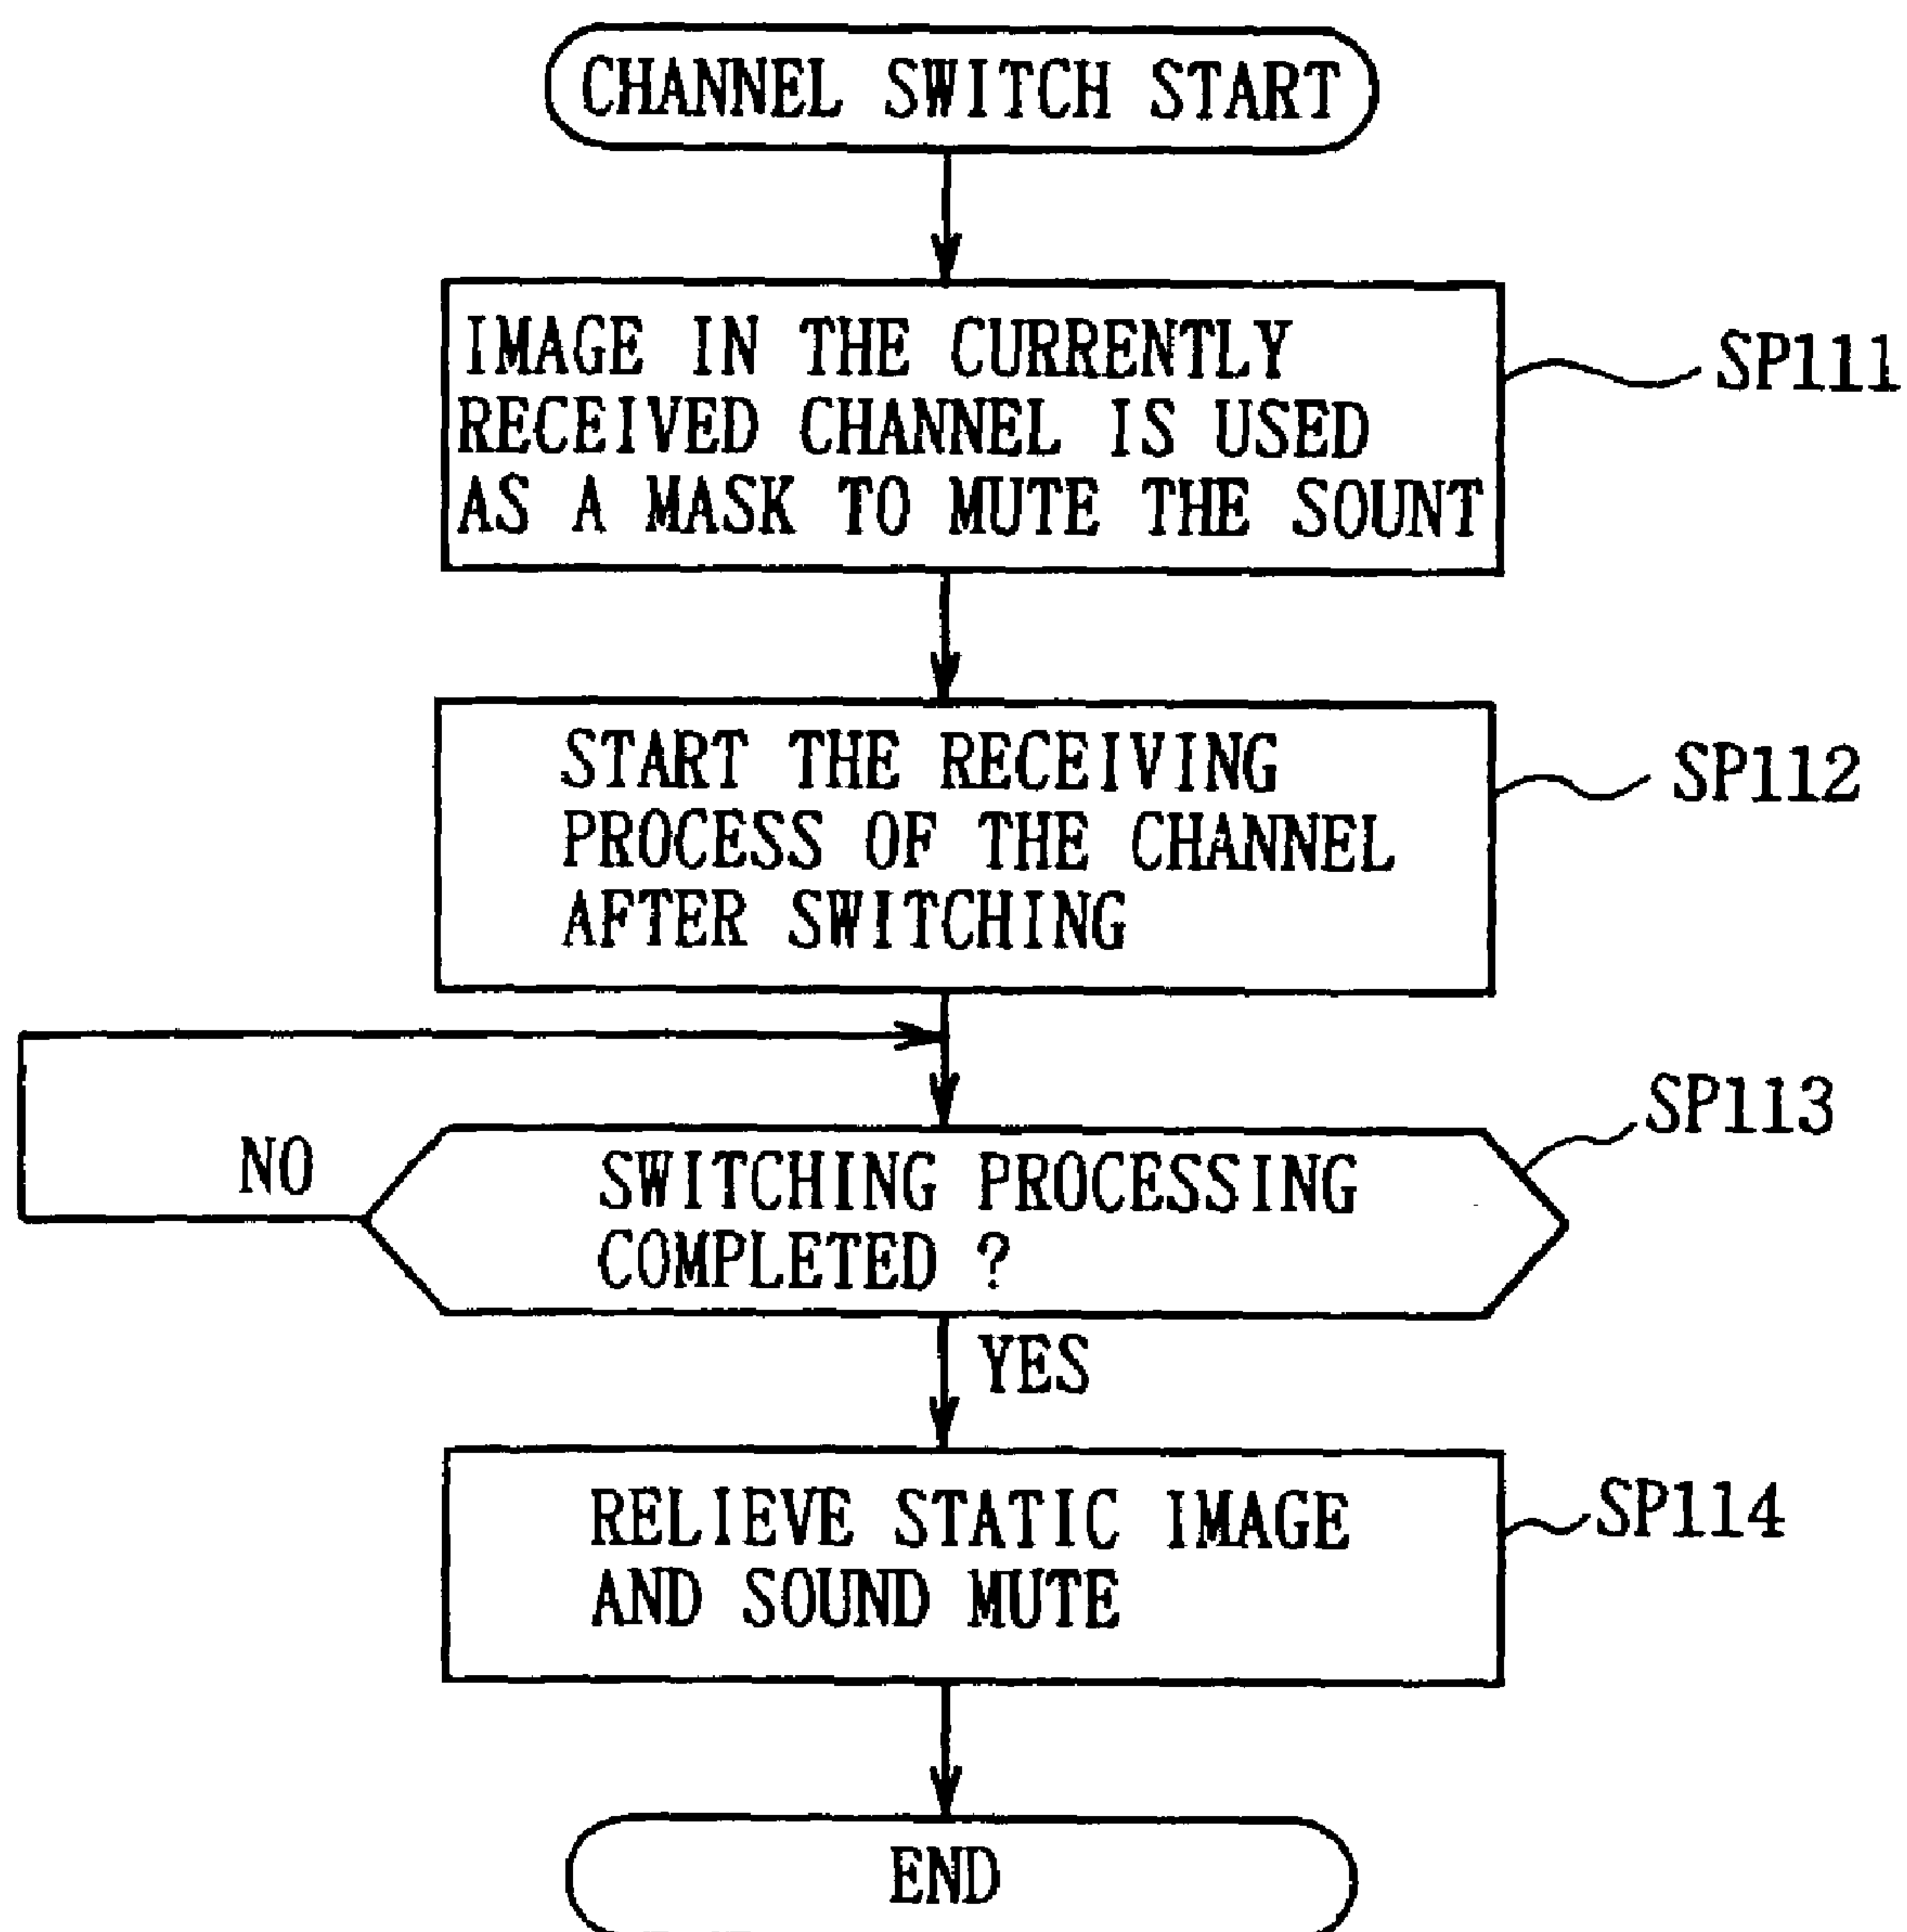 CHANNEL SWITCH START
IMAGE IN THE CURRENTLY
RECEIVED CHANNEL IS USED
AS A MASK TO MUTE THE SOUNT
SP111
START THE RECEIVING
PROCESS OF THE CHANNEL
AFTER SWITCHING
SP112
SP113
NO
SWITCHING PROCESSING
COMPLETED ?
YES
RELIEVE STATIC IMAGE
AND SOUND MUTE
SP114
END